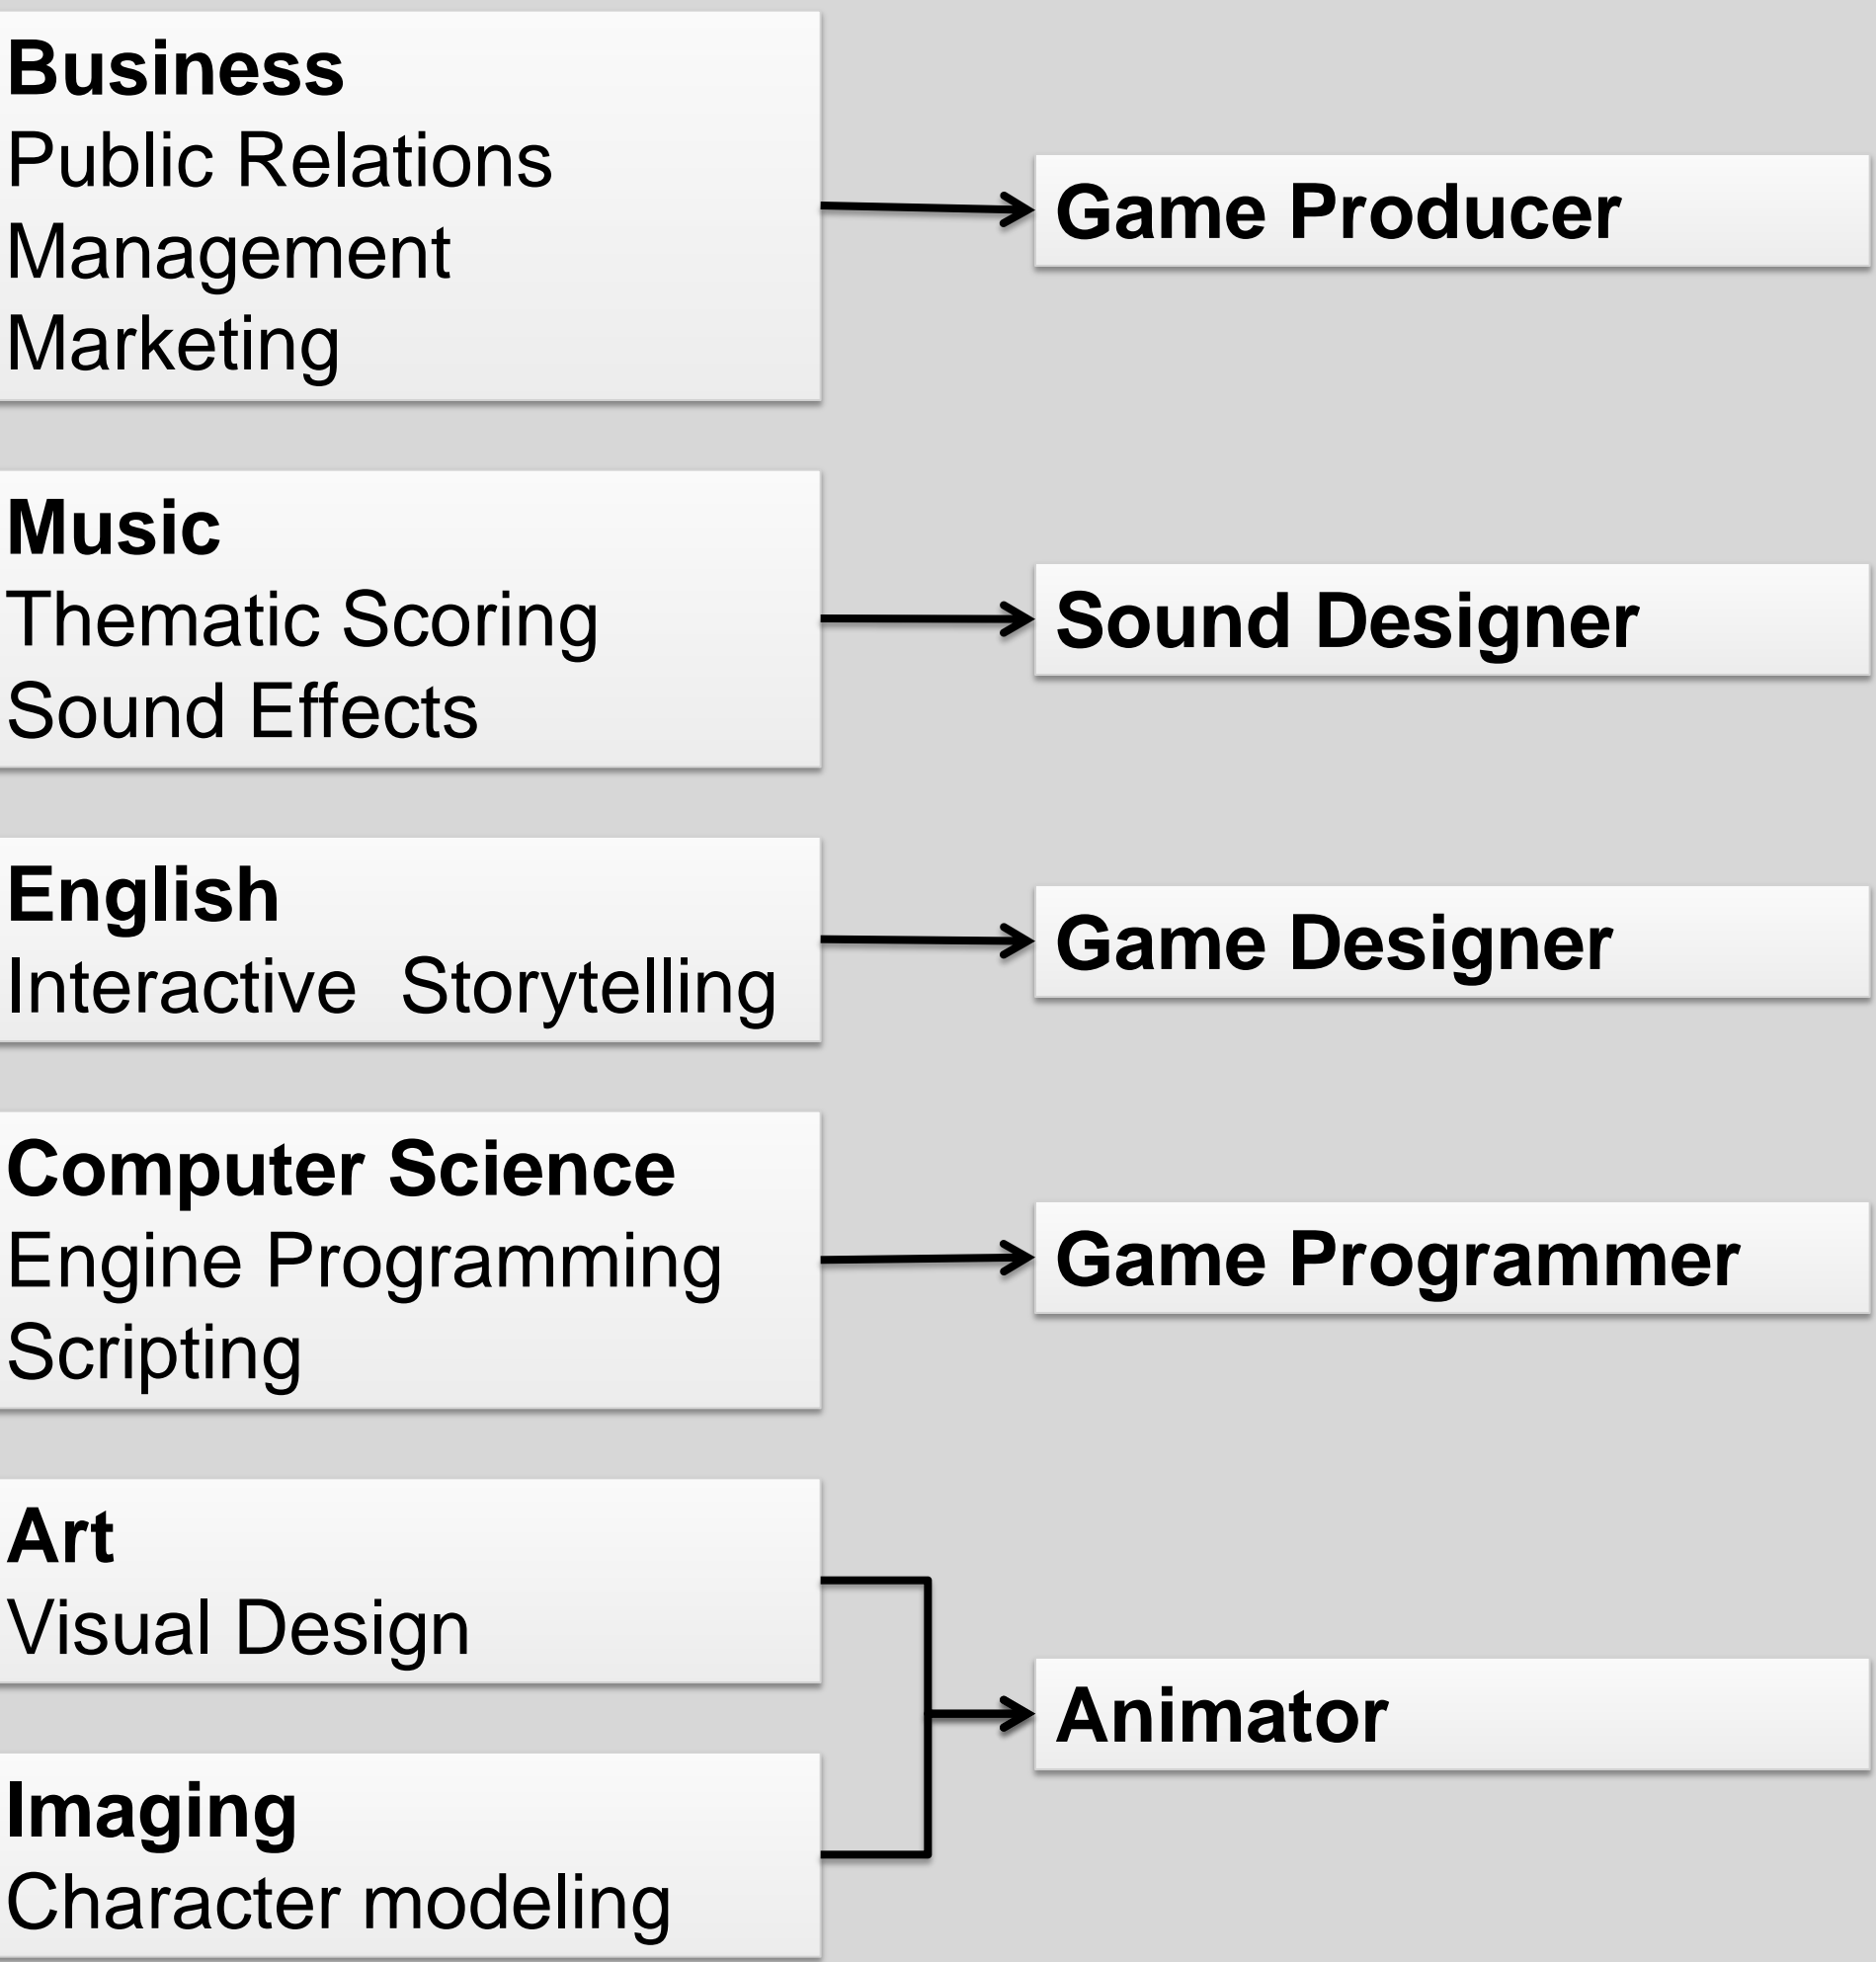 Business
Public Relations
Management
Marketing
Game Producer
Music
Thematic Scoring
Sound Effects
Sound Designer
English
Interactive  Storytelling
Game Designer
Computer Science
Engine Programming
Scripting
Game Programmer
Art
Visual Design
Imaging
Character modeling
Animator